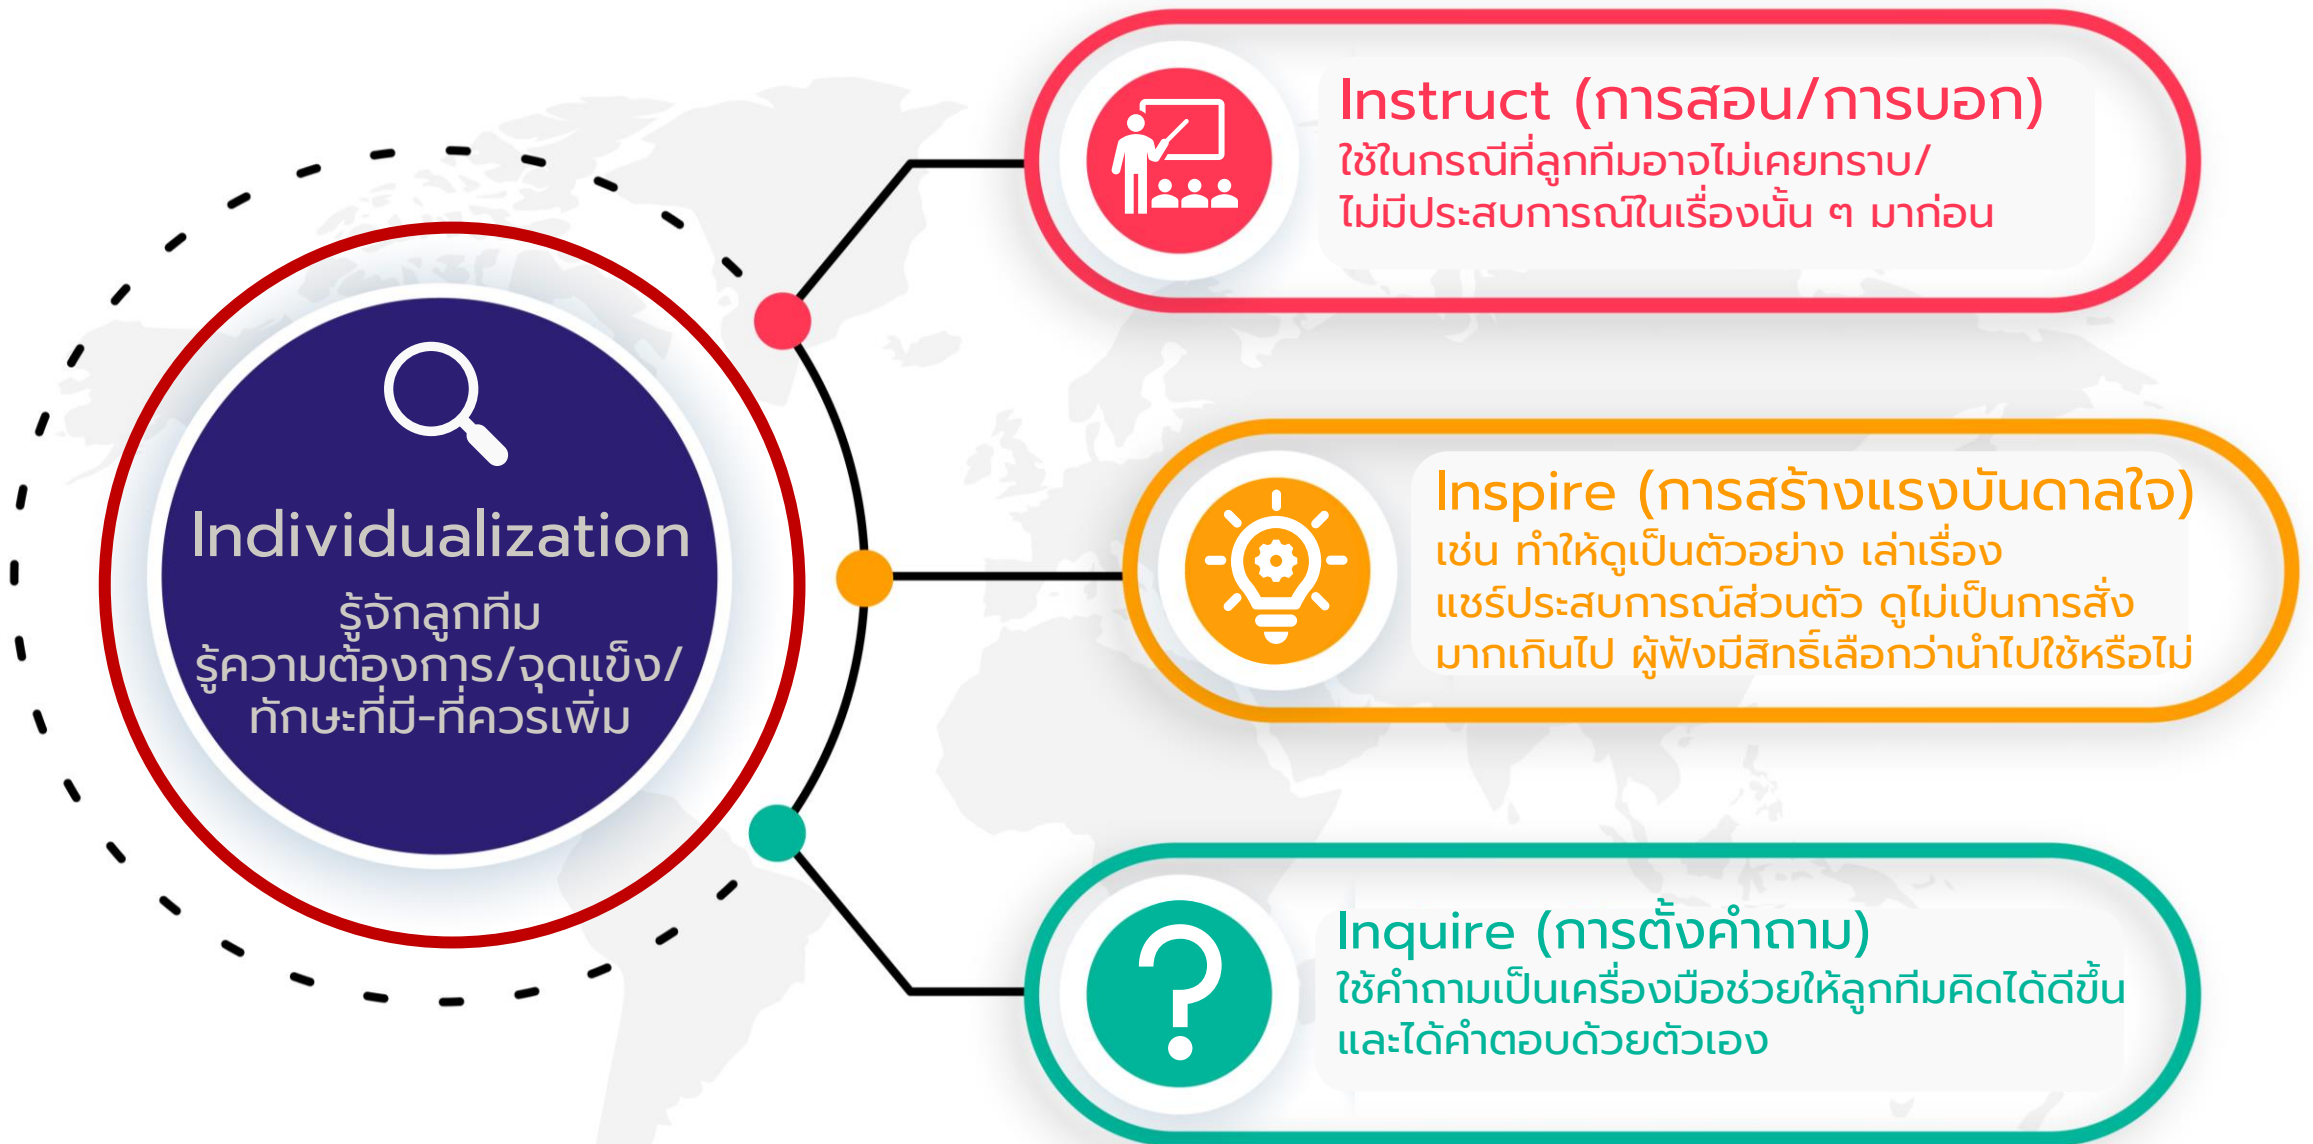 Individualization
รู้จักลูกทีม
รู้ความต้องการ/จุดแข็ง/
ทักษะที่มี-ที่ควรเพิ่ม
Instruct (การสอน/การบอก)
ใช้ในกรณีที่ลูกทีมอาจไม่เคยทราบ/
ไม่มีประสบการณ์ในเรื่องนั้น ๆ มาก่อน
Inspire (การสร้างแรงบันดาลใจ)
เช่น ทำให้ดูเป็นตัวอย่าง เล่าเรื่อง
แชร์ประสบการณ์ส่วนตัว ดูไม่เป็นการสั่ง
มากเกินไป ผู้ฟังมีสิทธิ์เลือกว่านำไปใช้หรือไม่
Inquire (การตั้งคำถาม)
ใช้คำถามเป็นเครื่องมือช่วยให้ลูกทีมคิดได้ดีขึ้น
และได้คำตอบด้วยตัวเอง